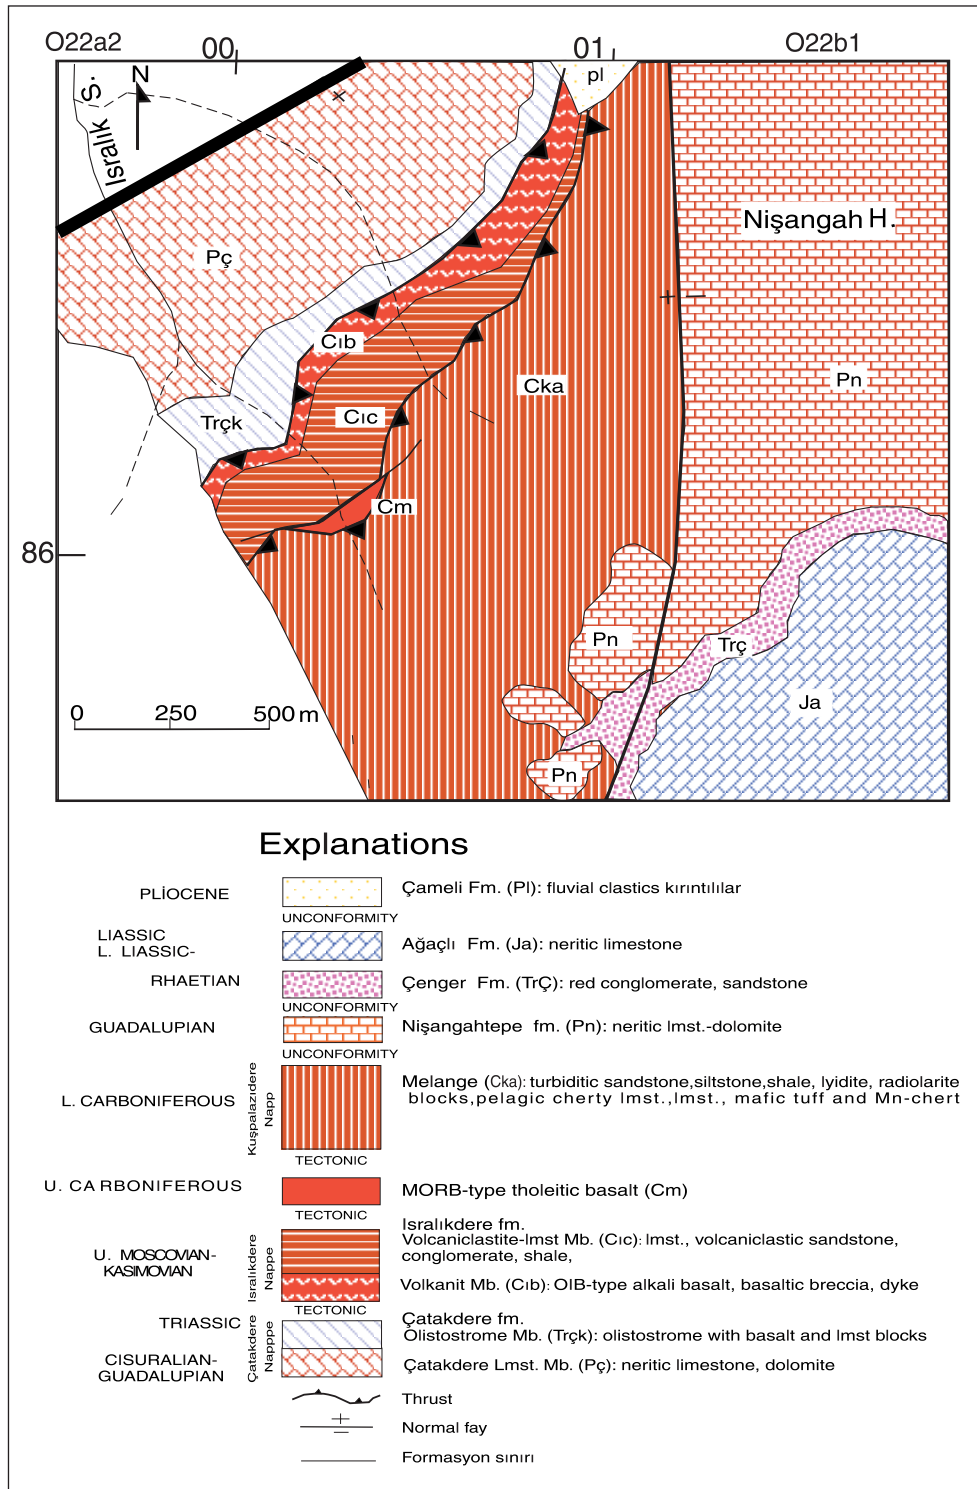 O22a2 00 01 O22b1
pl
N
Isralık S.
Nişangah H.
Pç
Cıb
Cka
Pn
Trçk
Cıc
Cm
86
Pn
Trç
Ja
0 250 500 m
Pn
Explanations
PLİOCENE
Çameli Fm. (Pl): fluvial clastics kırıntılılar
UNCONFORMITY
LIASSIC
L. LIASSIC-
Ağaçlı Fm. (Ja): neritic limestone
RHAETIAN
Çenger Fm. (TrÇ): red conglomerate, sandstone
UNCONFORMITY
GUADALUPIAN
Nişangahtepe fm. (Pn): neritic lmst.-dolomite
UNCONFORMITY
L. CARBONIFEROUS
Kuşpalazıdere
Napp
Melange (Cka): turbiditic sandstone,siltstone,shale, lyidite, radiolarite
blocks,pelagic cherty lmst.,lmst., mafic tuff and Mn-chert
TECTONIC
U. CARBONIFEROUS
MORB-type tholeitic basalt (Cm)
TECTONIC
U. MOSCOVIAN-
KASIMOVIAN
Isralıkdere
Nappe
Isralıkdere fm.
Volcaniclastite-lmst Mb. (Cıc): lmst., volcaniclastic sandstone,
conglomerate, shale,
Volkanit Mb. (Cıb): OIB-type alkali basalt, basaltic breccia, dyke
TECTONIC
TRIASSIC
CISURALIAN-
GUADALUPIAN
Çatakdere
Napppe
Çatakdere fm.
Olistostrome Mb. (Trçk): olistostrome with basalt and lmst blocks
Çatakdere Lmst. Mb. (Pç): neritic limestone, dolomite
Thrust
Normal fay
Formasyon sınırı